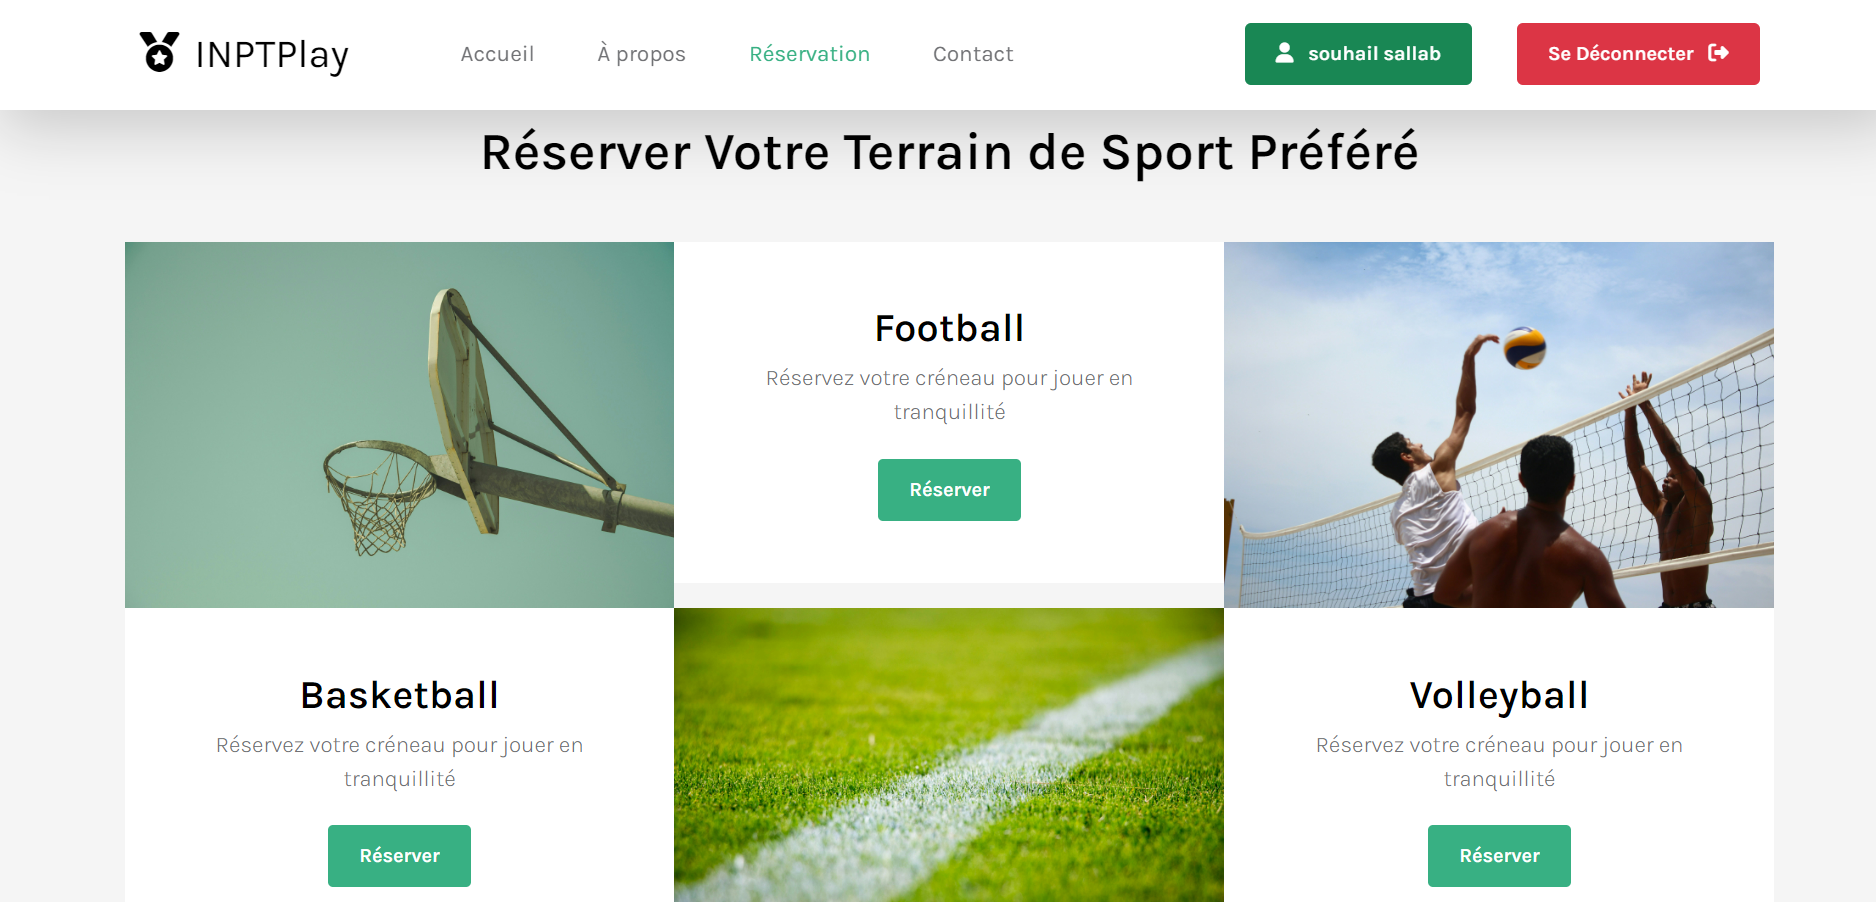 INPTPlay
Accueil
À propos
Réservation
Contact
souhail sallab
Se Déconnecter
Réserver Votre Terrain de Sport Préféré
Football
Réservez votre créneau pour jouer en
tranquillité
Réserver
Basketball
Réservez votre créneau pour jouer en
tranquillité
Réserver
Volleyball
Réservez votre créneau pour jouer en
tranquillité
Réserver